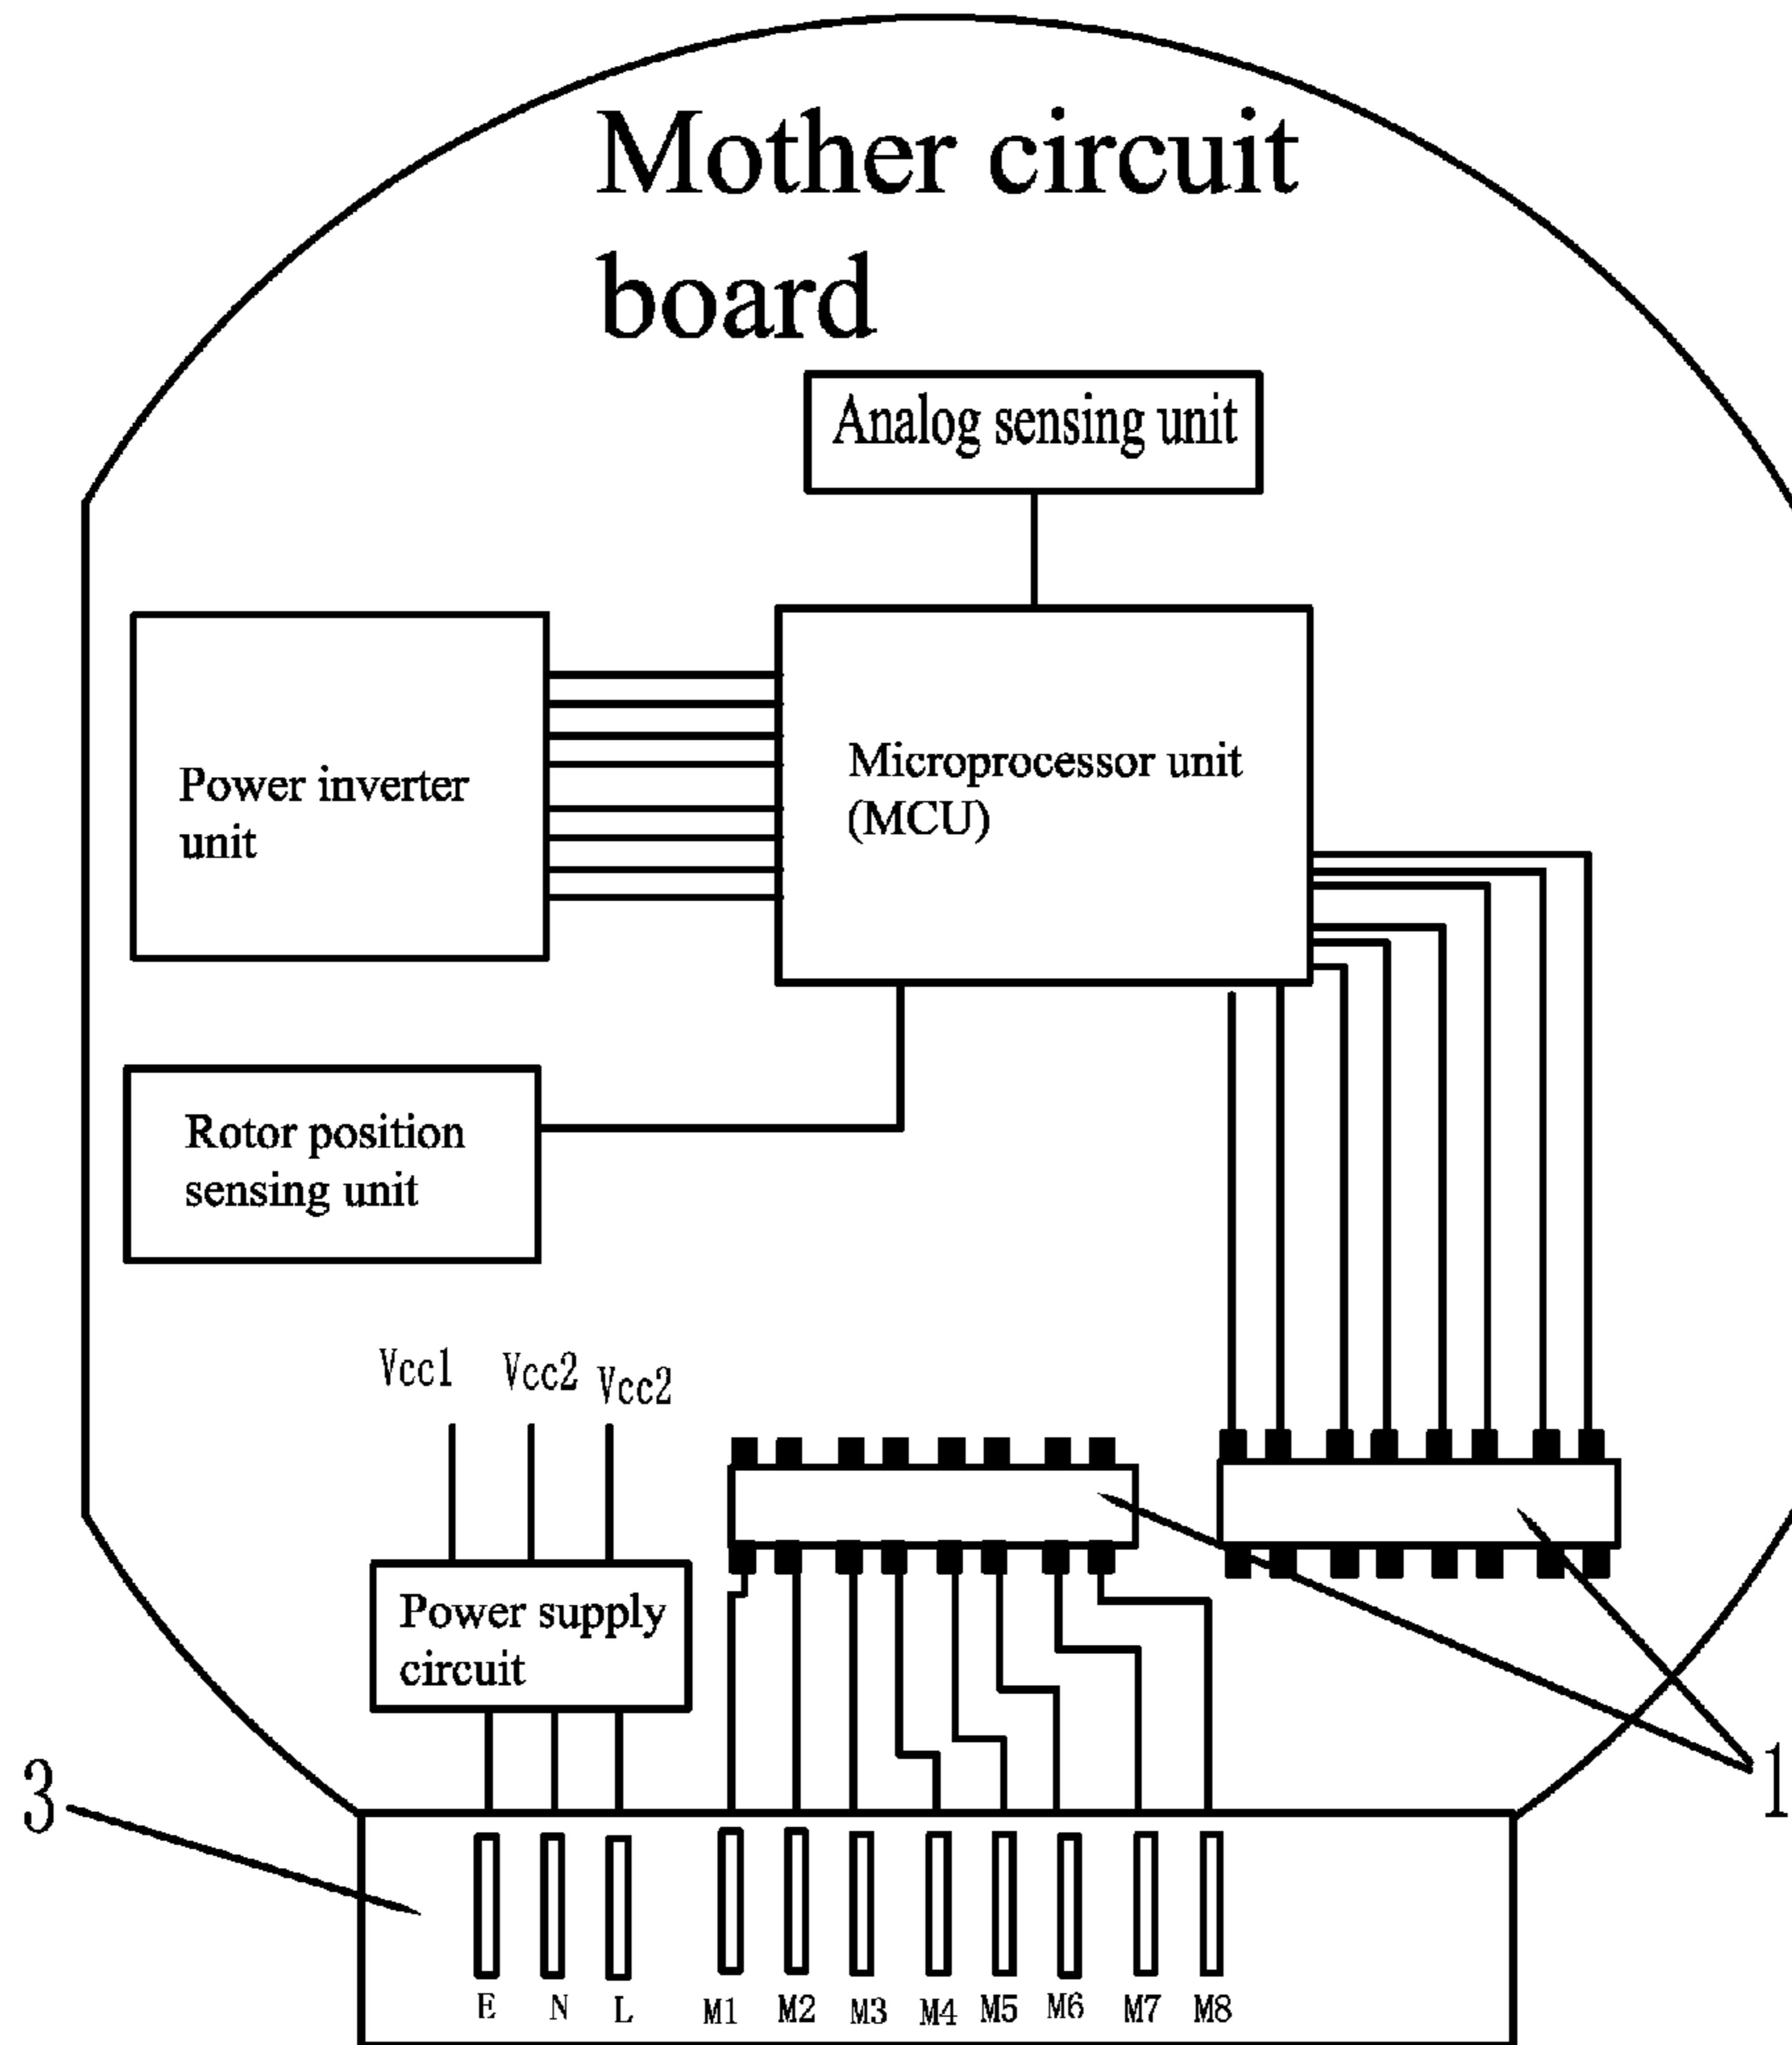 Mother circuit
board
Analog sensing unit
Power inverter
unit
Microprocessor unit
(MCU)
Rotor position
sensing unit
Vcc1 Vcc2 Vcc2
Power supply
circuit
3
1
E N L M1 M2 M3 M4 M5 M6 M7 M8